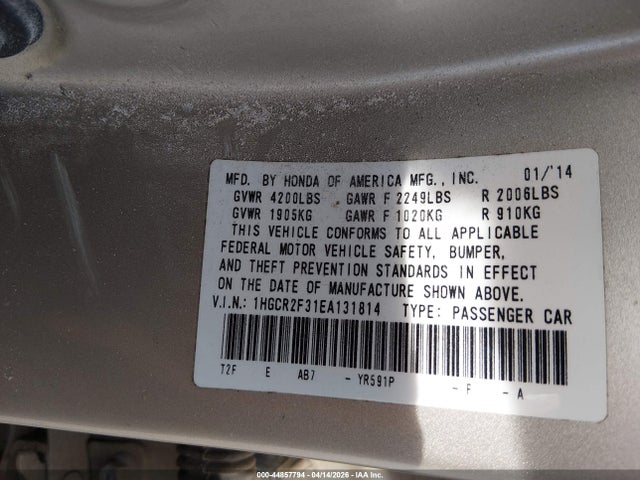 MFD. BY HONDA OF AMERICA MFG., INC. 01/'14
GVWR 4200LBS GAWR F 2249LBS R 2006LBS
GVWR 1905KG GAWR F 1020KG R 910KG
THIS VEHICLE CONFORMS TO ALL APPLICABLE
FEDERAL MOTOR VEHICLE SAFETY, BUMPER,
AND THEFT PREVENTION STANDARDS IN EFFECT
ON THE DATE OF MANUFACTURE SHOWN ABOVE.
V.I.N.: 1HGCR2F31EA131814 TYPE: PASSENGER CAR
T2F E AB7 - YR591P - F - A
000-44857794 - 04/14/2026 - IAA Inc.